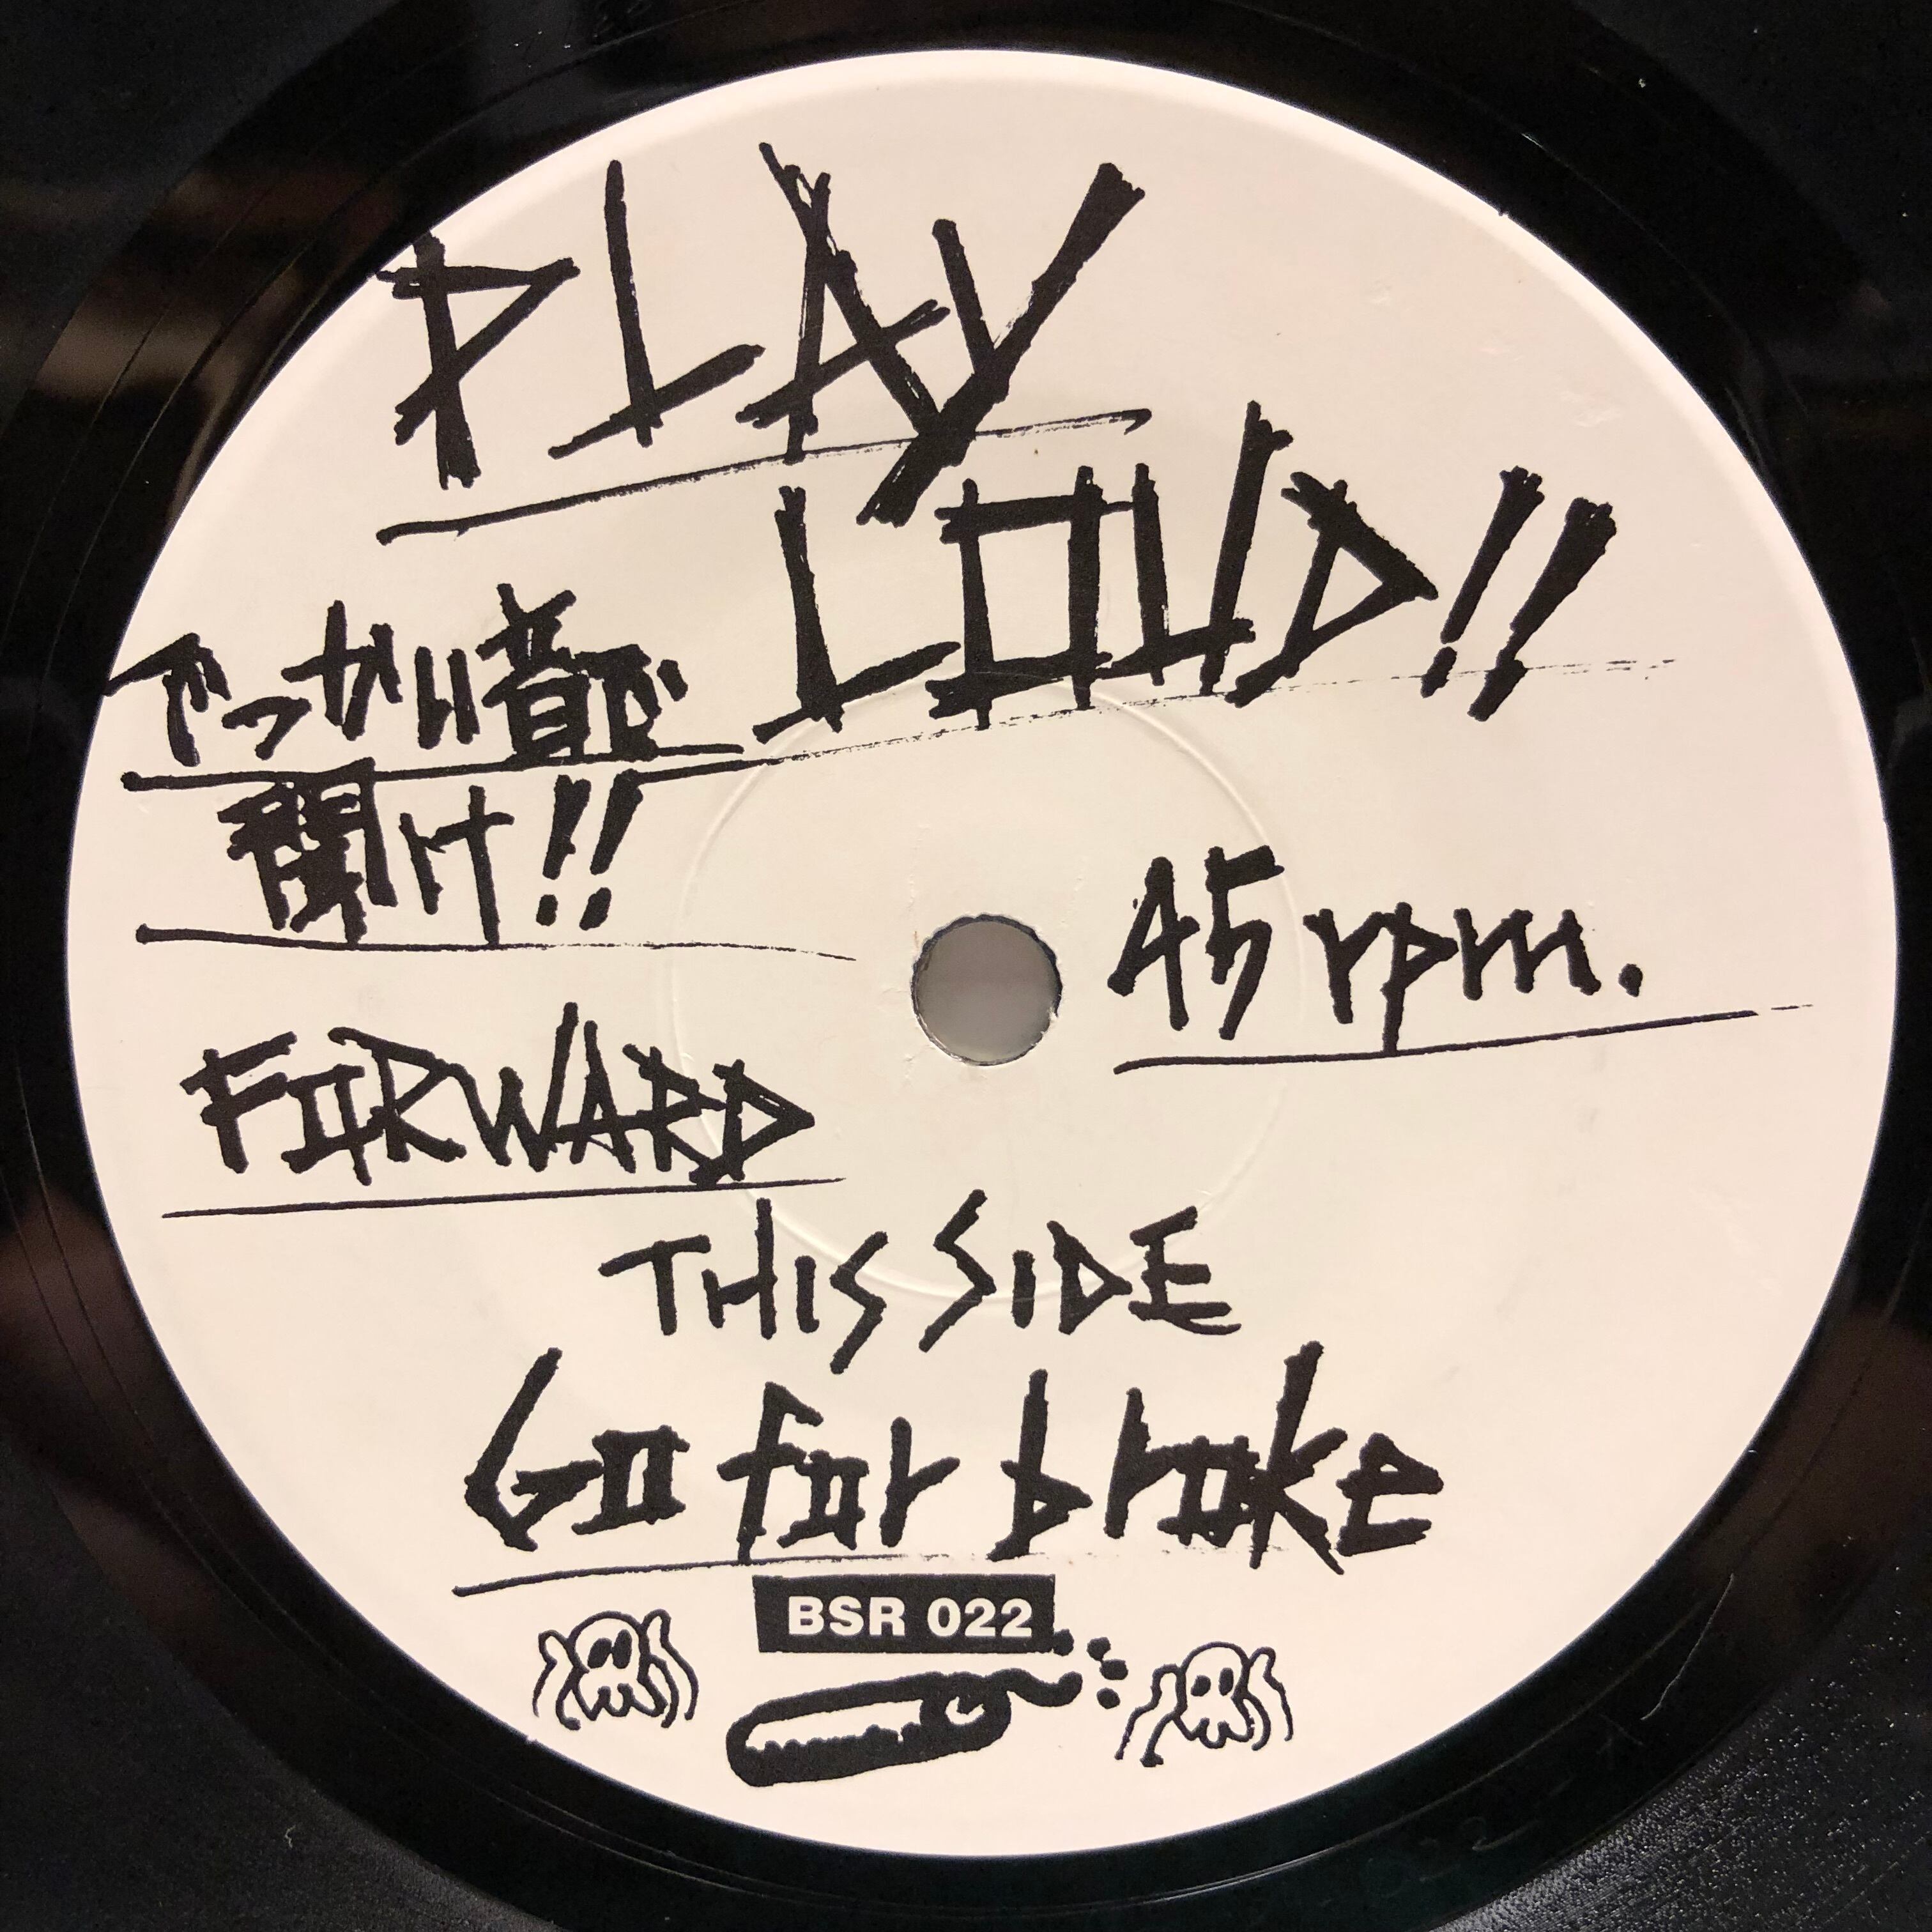 PLAY
LOUD!!
でっかい音で
聞け!!
45 rpm.
FORWARD
THIS SIDE
Go for broke
BSR 022